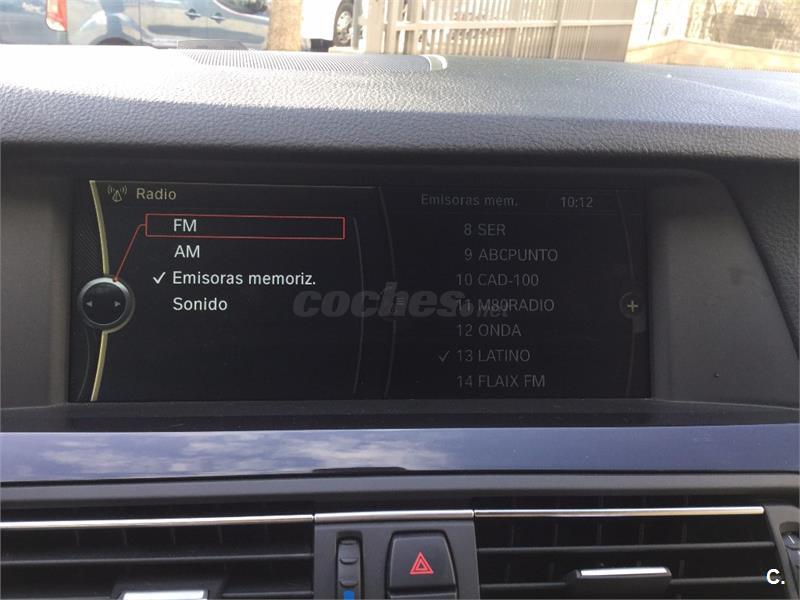 Radio
FM
AM
✓ Emisoras memoriz.
Sonido
Emisoras mem. 10:12
8 SER
9 ABCPUNTO
10 CAD-100
11 M80RADIO
12 ONDA
✓ 13 LATINO
14 FLAIX FM
coches.net
C.